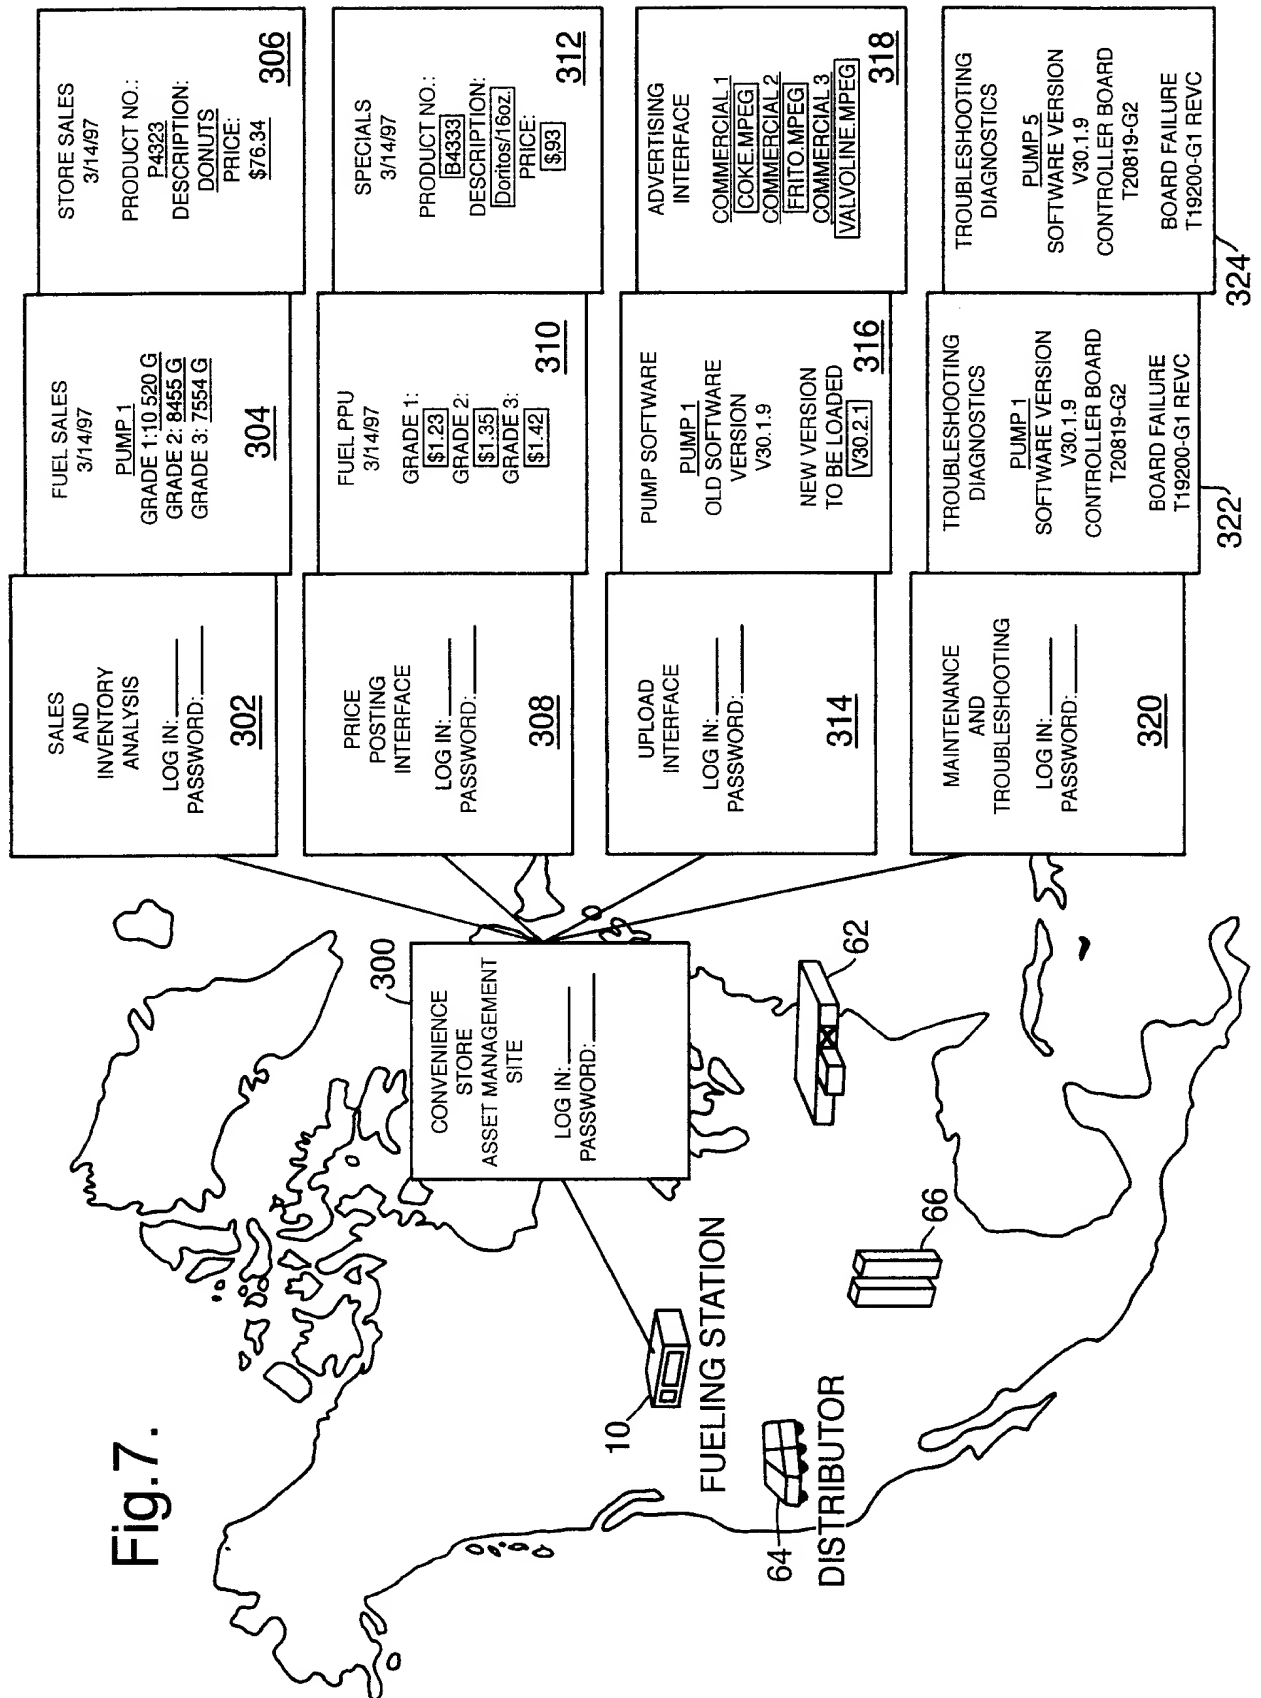 Fig.7.
SALES
AND
INVENTORY
ANALYSIS
LOG IN:
PASSWORD:
302
FUEL SALES
3/14/97
PUMP 1
GRADE 1:10 520 G
GRADE 2: 8455 G
GRADE 3: 7554 G
304
STORE SALES
3/14/97
PRODUCT NO.:
P4323
DESCRIPTION:
DONUTS
PRICE:
$76.34
306
PRICE
POSTING
INTERFACE
LOG IN:
PASSWORD:
308
FUEL PPU
3/14/97
GRADE 1:
$1.23
GRADE 2:
$1.35
GRADE 3:
$1.42
310
SPECIALS
3/14/97
PRODUCT NO.:
B4333
DESCRIPTION:
Doritos/16oz.
PRICE:
$,93
312
UPLOAD
INTERFACE
LOG IN:
PASSWORD:
314
PUMP SOFTWARE
PUMP 1
OLD SOFTWARE
VERSION
V30.1.9
NEW VERSION
TO BE LOADED
V30.2.1
316
ADVERTISING
INTERFACE
COMMERCIAL 1
COKE.MPEG
COMMERCIAL 2
FRITO.MPEG
COMMERCIAL 3
VALVOLINE.MPEG
318
MAINTENANCE
AND
TROUBLESHOOTING
LOG IN:
PASSWORD:
320
TROUBLESHOOTING
DIAGNOSTICS
PUMP 1
SOFTWARE VERSION
V30.1.9
CONTROLLER BOARD
T20819-G2
BOARD FAILURE
T19200-G1 REVC
322
TROUBLESHOOTING
DIAGNOSTICS
PUMP 5
SOFTWARE VERSION
V30.1.9
CONTROLLER BOARD
T20819-G2
BOARD FAILURE
T19200-G1 REVC
324
300
CONVENIENCE
STORE
ASSET MANAGEMENT
SITE
LOG IN:
PASSWORD:
10
FUELING STATION
62
64
DISTRIBUTOR
66